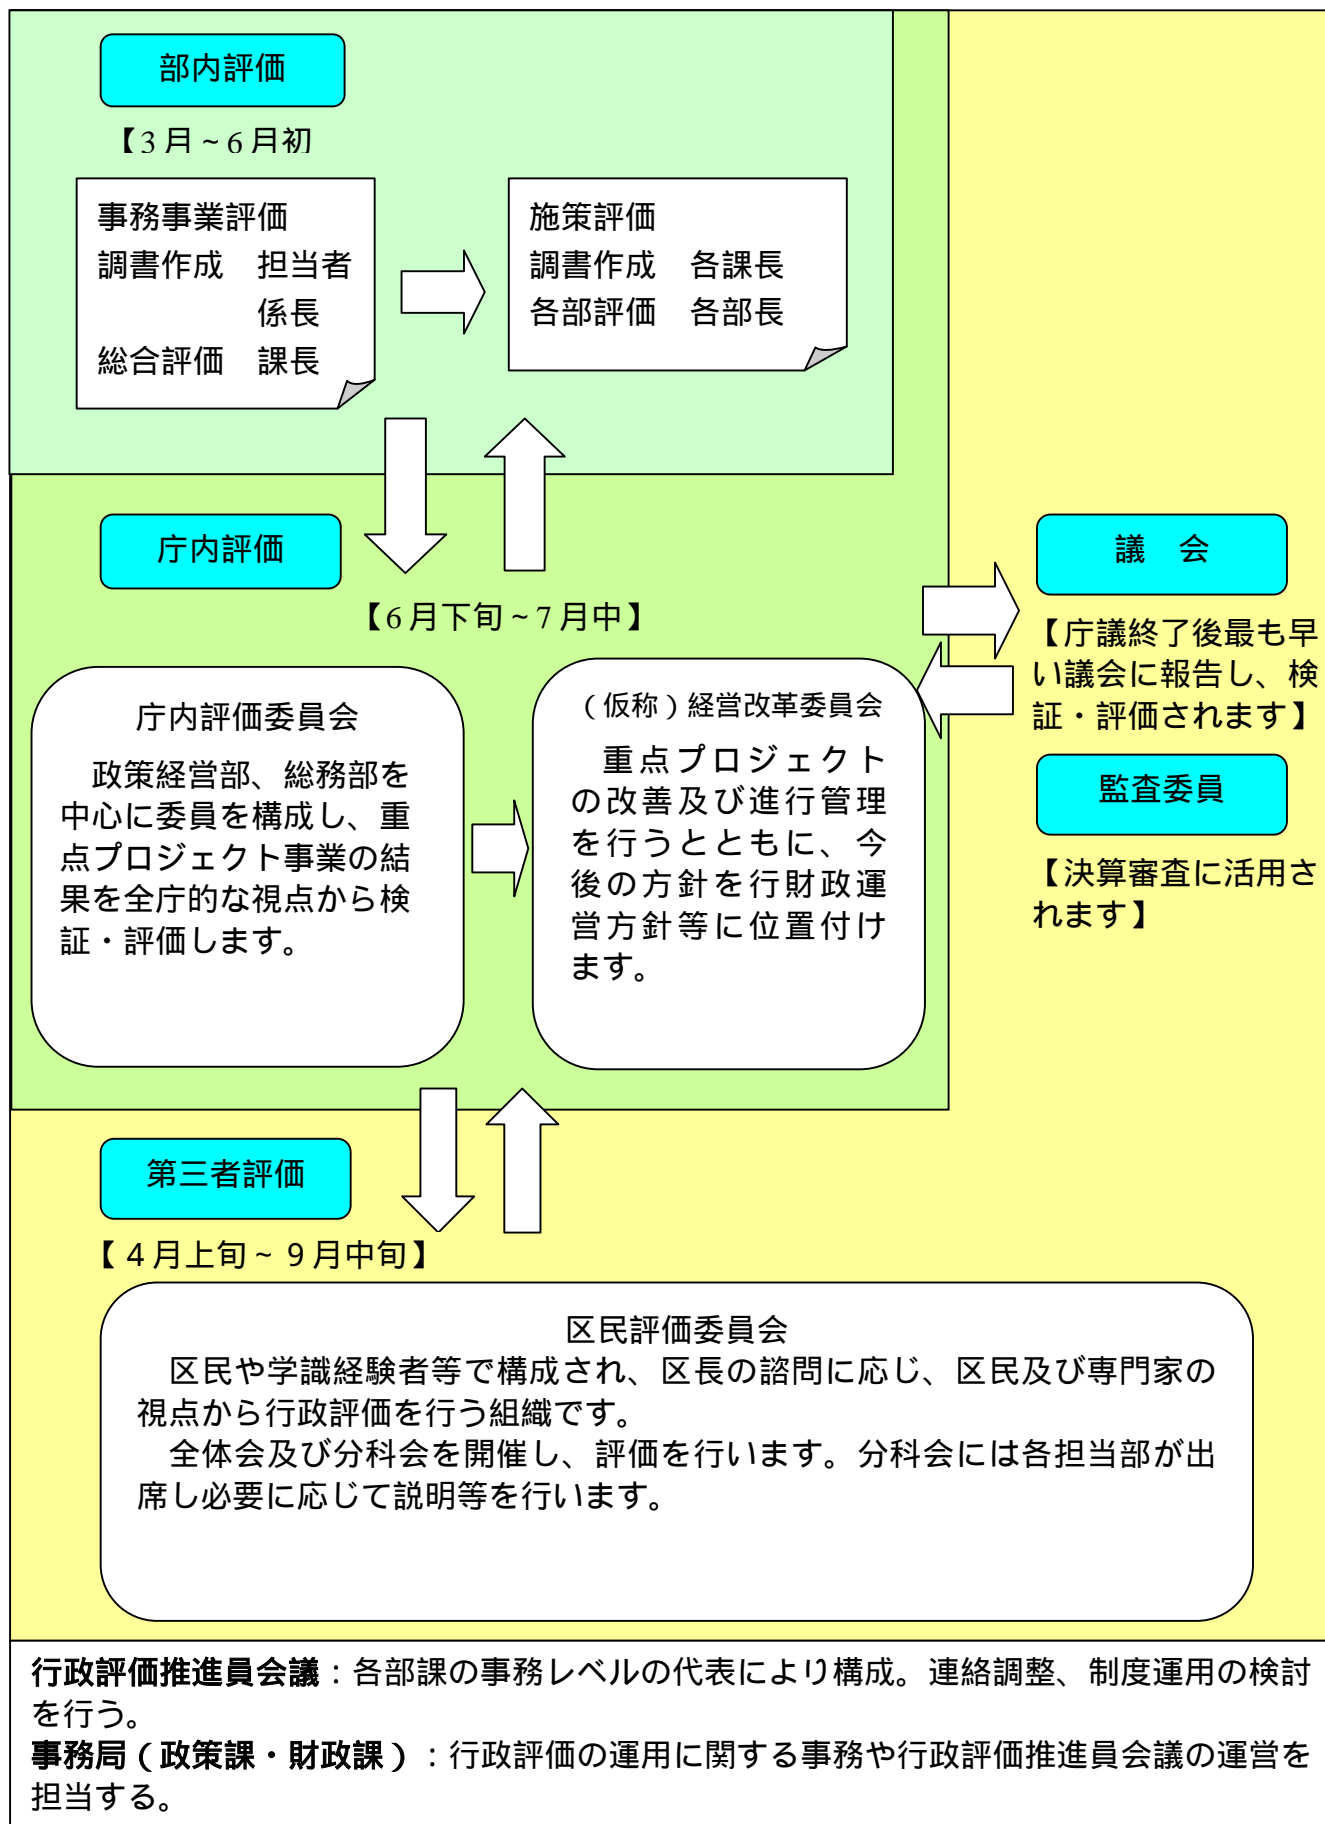 部内評価
【3月~6月初
事務事業評価
調書作成　担当者
係長
総合評価　課長
施策評価
調書作成　各課長
各部評価　各部長
庁内評価
【6月下旬~7月中】
庁内評価委員会
政策経営部、総務部を
中心に委員を構成し、重
点プロジェクト事業の結
果を全庁的な視点から検
証・評価します。
（仮称）経営改革委員会
重点プロジェクト
の改善及び進行管理
を行うとともに、今
後の方針を行財政運
営方針等に位置付け
ます。
議　会
【庁議終了後最も早
い議会に報告し、検
証・評価されます】
監査委員
【決算審査に活用さ
れます】
第三者評価
【４月上旬~９月中旬】
区民評価委員会
区民や学識経験者等で構成され、区長の諮問に応じ、区民及び専門家の
視点から行政評価を行う組織です。
全体会及び分科会を開催し、評価を行います。分科会には各担当部が出
席し必要に応じて説明等を行います。
行政評価推進員会議：各部課の事務レベルの代表により構成。連絡調整、制度運用の検討
を行う。
事務局（政策課・財政課）：行政評価の運用に関する事務や行政評価推進員会議の運営を
担当する。